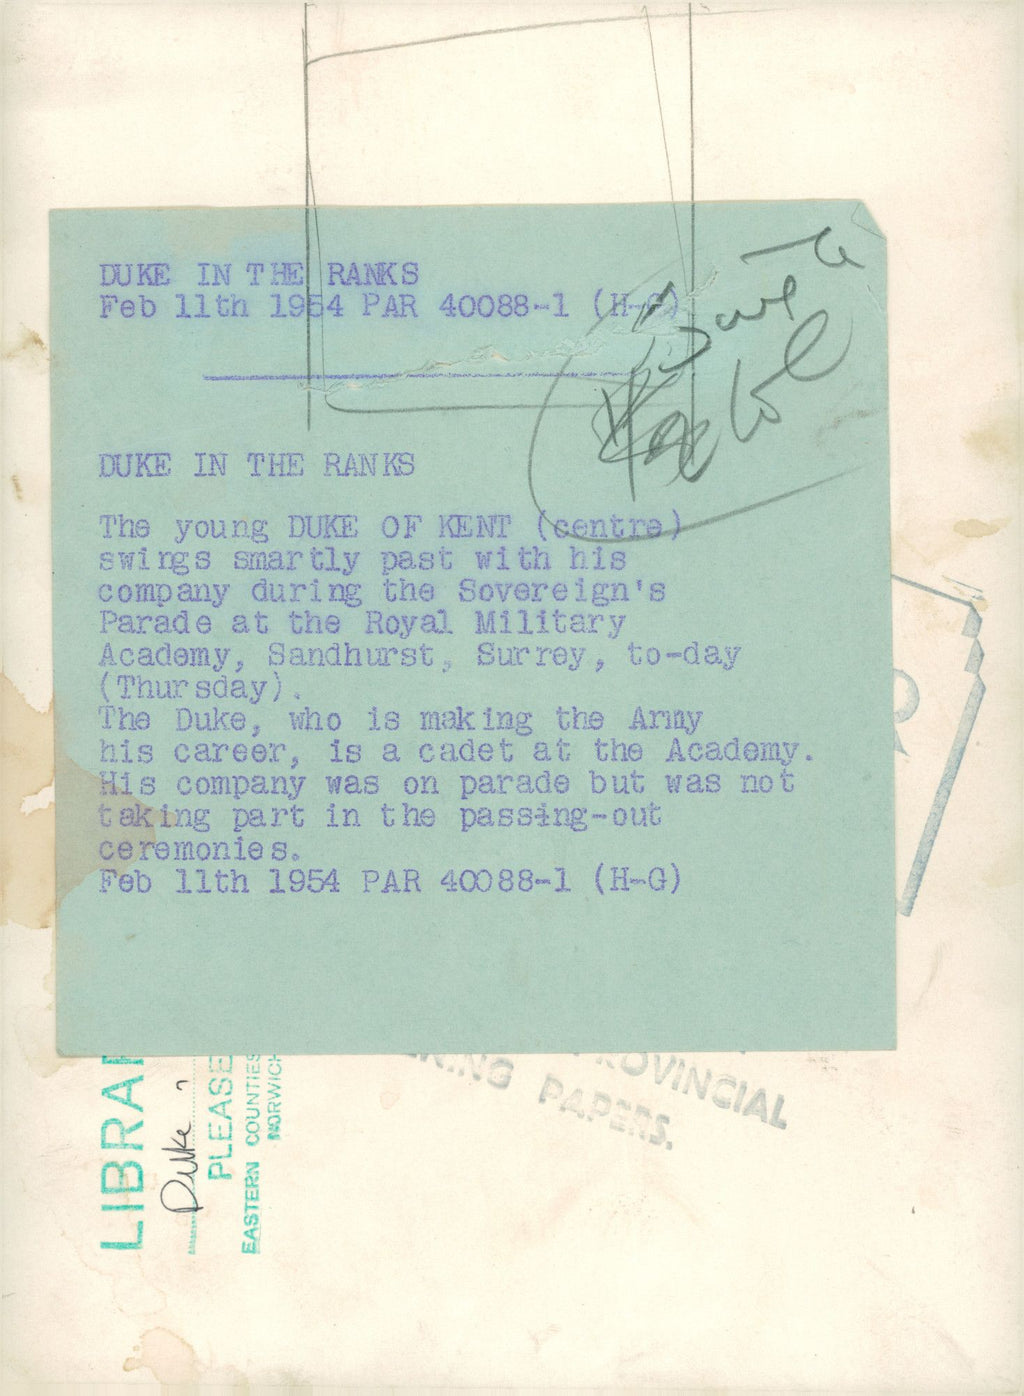 DUKE IN THE RANKS
Feb 11th 1954 PAR 40088-1 (H-G)
DUKE IN THE RANKS
The young DUKE OF KENT (centre)
swings smartly past with his
company during the Sovereign's
Parade at the Royal Military
Academy, Sandhurst, Surrey, to-day
(Thursday).
The Duke, who is making the Army
his career, is a cadet at the Academy.
His company was on parade but was not
taking part in the passing-out
ceremonies.
Feb 11th 1954 PAR 40088-1 (H-G)
PROVINCIAL
PAPERS.
LIBRAR
Duke
PLEASE
EASTERN COUNTIES
NORWICH